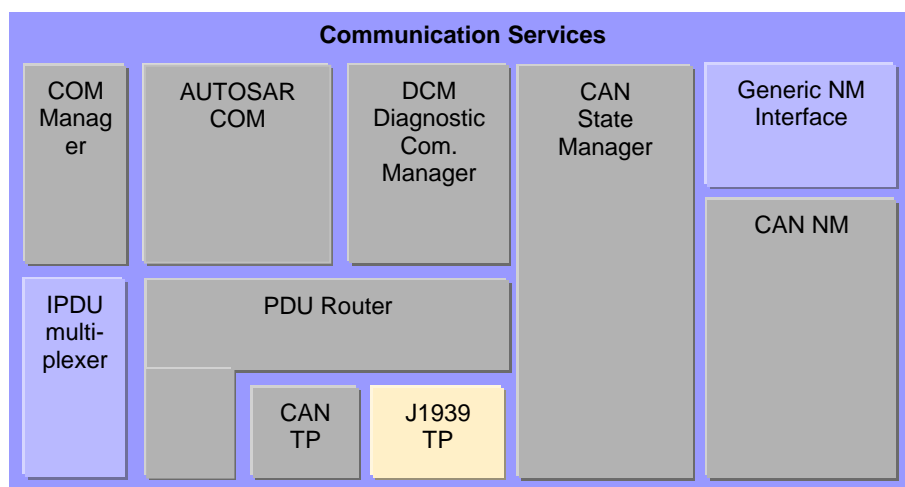 Communication Services
COM
Manag
er
AUTOSAR
COM
DCM
Diagnostic
Com.
Manager
CAN
State
Manager
Generic NM
Interface
CAN NM
IPDU
multi-
plexer
PDU Router
CAN
TP
J1939
TP